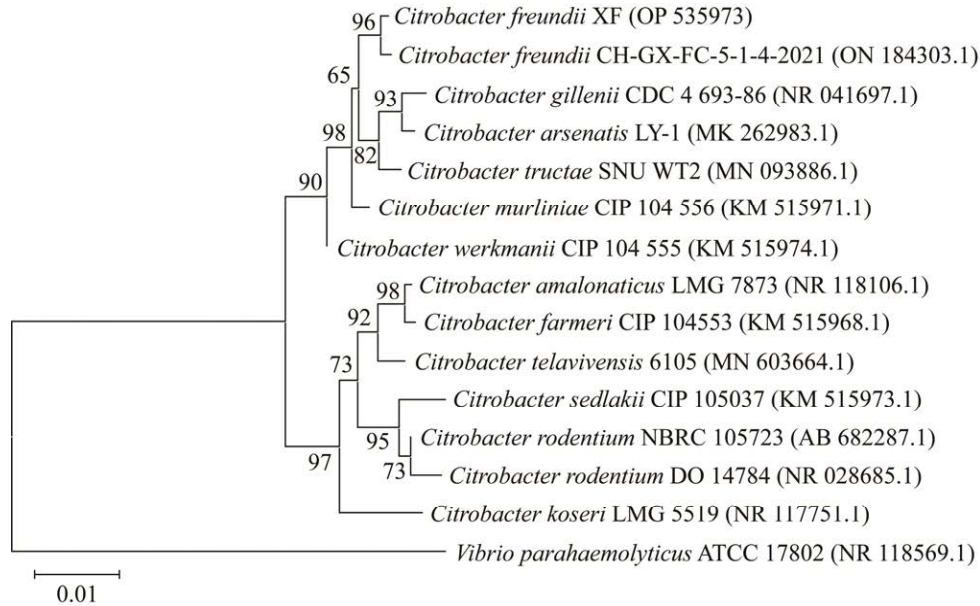 96
Citrobacter freundii XF (OP 535973)
Citrobacter freundii CH-GX-FC-5-1-4-2021 (ON 184303.1)
65
93
Citrobacter gillenii CDC 4 693-86 (NR 041697.1)
98
Citrobacter arsenatis LY-1 (MK 262983.1)
82
Citrobacter tructae SNU WT2 (MN 093886.1)
90
Citrobacter murliniae CIP 104 556 (KM 515971.1)
Citrobacter werkmanii CIP 104 555 (KM 515974.1)
98
Citrobacter amalonaticus LMG 7873 (NR 118106.1)
92
Citrobacter farmeri CIP 104553 (KM 515968.1)
73
Citrobacter telavivensis 6105 (MN 603664.1)
Citrobacter sedlakii CIP 105037 (KM 515973.1)
95
Citrobacter rodentium NBRC 105723 (AB 682287.1)
97
73
Citrobacter rodentium DO 14784 (NR 028685.1)
Citrobacter koseri LMG 5519 (NR 117751.1)
Vibrio parahaemolyticus ATCC 17802 (NR 118569.1)
0.01